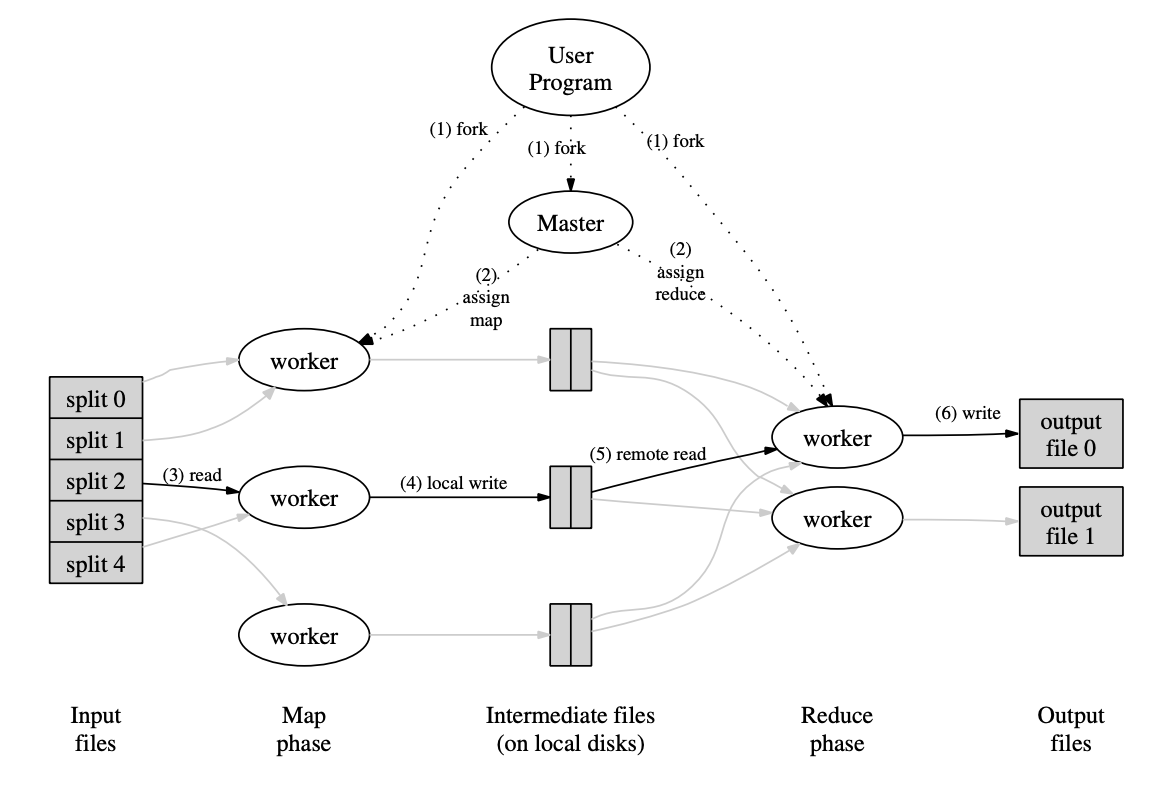 User
Program
(1) fork
(1) fork
(1) fork
Master
(2)
assign
map
(2)
assign
reduce
split 0
split 1
split 2
split 3
split 4
(3) read
worker
worker
worker
(4) local write
(5) remote read
worker
worker
(6) write
output
file 0
output
file 1
Input
files
Map
phase
Intermediate files
(on local disks)
Reduce
phase
Output
files